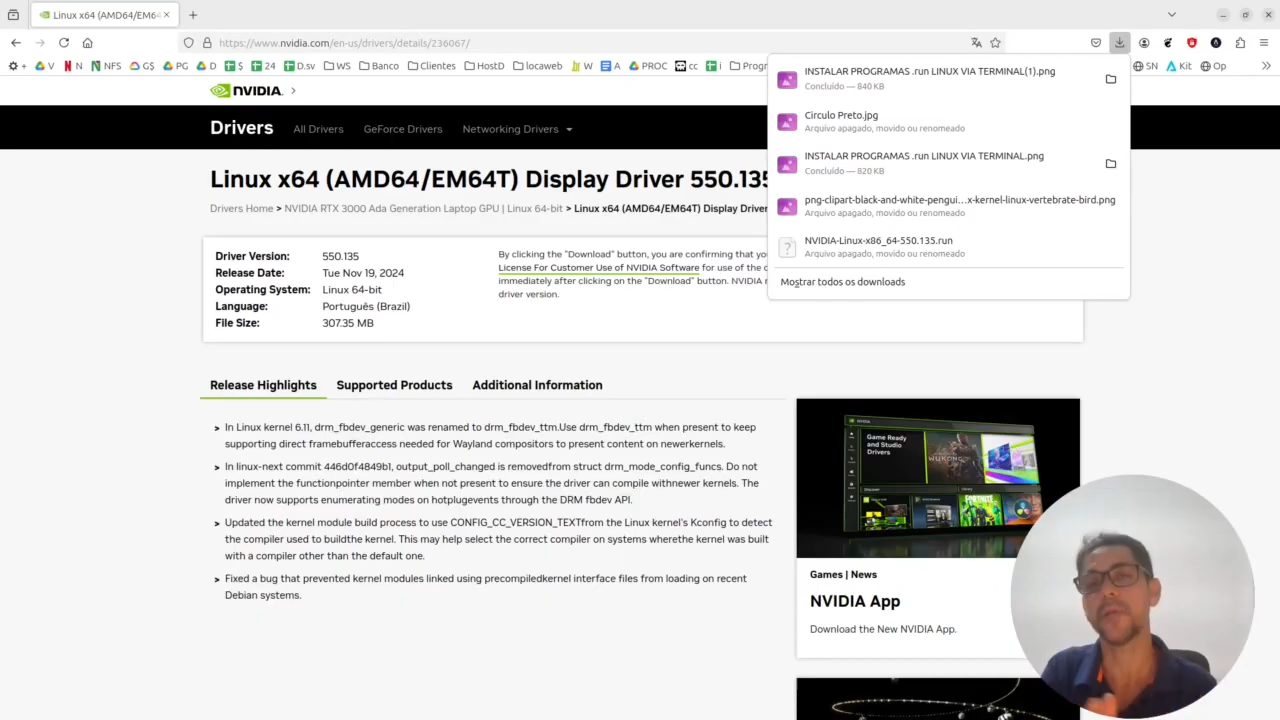 Linux x64 (AMD64/EM6
https://www.nvidia.com/en-us/drivers/details/236067/
V
N
NFS
G$
PG
D
$
24
D.sv
WS
Banco
Clientes
HostD
locaweb
W
A
PROC
cc
Progr
SN
Kit
Op
INSTALAR PROGRAMAS .run LINUX VIA TERMINAL(1).png
Concluído — 840 KB
Circulo Preto.jpg
Arquivo apagado, movido ou renomeado
INSTALAR PROGRAMAS .run LINUX VIA TERMINAL.png
Concluído — 820 KB
png-clipart-black-and-white-pengui…x-kernel-linux-vertebrate-bird.png
Arquivo apagado, movido ou renomeado
NVIDIA-Linux-x86_64-550.135.run
Arquivo apagado, movido ou renomeado
Mostrar todos os downloads
NVIDIA.
Drivers
All Drivers
GeForce Drivers
Networking Drivers
Linux x64 (AMD64/EM64T) Display Driver 550.135
Drivers Home > NVIDIA RTX 3000 Ada Generation Laptop GPU | Linux 64-bit > Linux x64 (AMD64/EM64T) Display Driver
Driver Version: 550.135
Release Date: Tue Nov 19, 2024
Operating System: Linux 64-bit
Language: Português (Brazil)
File Size: 307.35 MB
By clicking the "Download" button, you are confirming that
License For Customer Use of NVIDIA Software for use of the
immediately after clicking on the "Download" button. NVIDIA
driver version.
Release Highlights
Supported Products
Additional Information
In Linux kernel 6.11, drm_fbdev_generic was renamed to drm_fbdev_ttm.Use drm_fbdev_ttm when present to keep
supporting direct framebufferaccess needed for Wayland compositors to present content on newerkernels.
In linux-next commit 446d0f4849b1, output_poll_changed is removedfrom struct drm_mode_config_funcs. Do not
implement the functionpointer member when not present to ensure the driver can compile withnewer kernels. The
driver now supports enumerating modes on hotplugevents through the DRM fbdev API.
Updated the kernel module build process to use CONFIG_CC_VERSION_TEXTfrom the Linux kernel's Kconfig to detect
the compiler used to buildthe kernel. This may help select the correct compiler on systems wherethe kernel was built
with a compiler other than the default one.
Fixed a bug that prevented kernel modules linked using precompiledkernel interface files from loading on recent
Debian systems.
Game Ready
and Studio
Drivers
WUKONG
FORTNITE
Games | News
NVIDIA App
Download the New NVIDIA App.